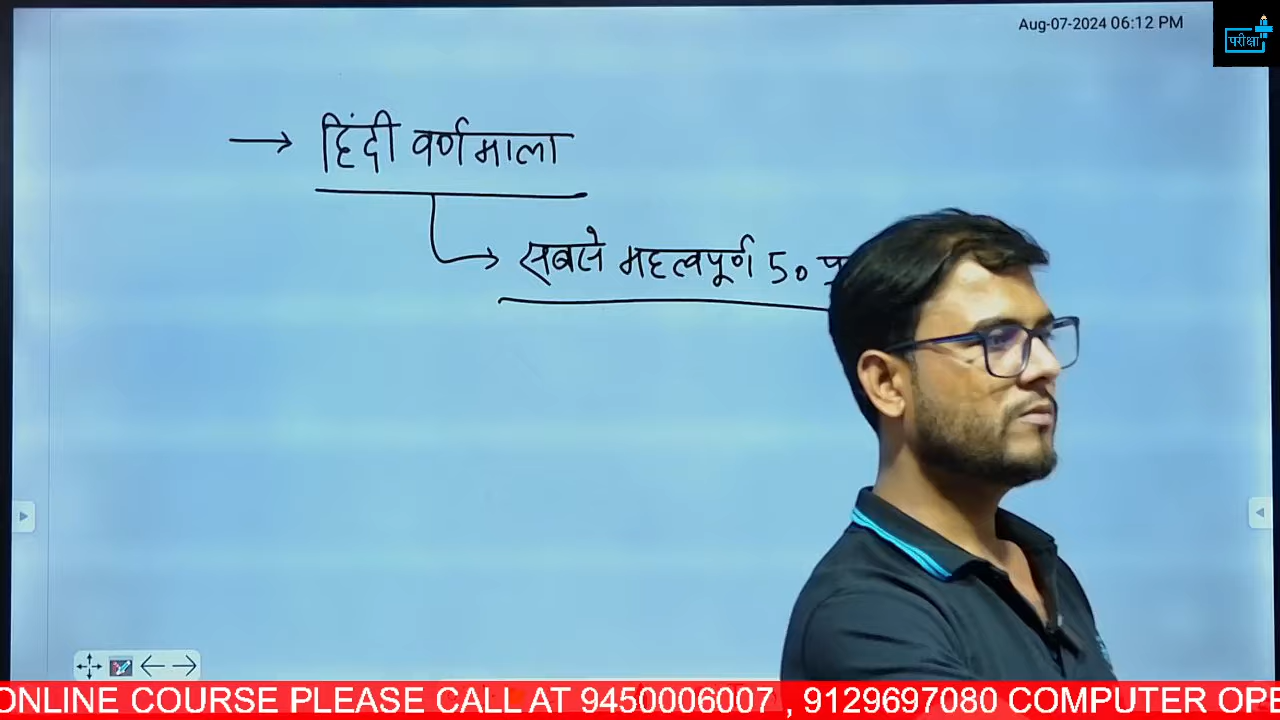 Aug-07-2024 06:12 PM
परीक्षा
→ हिंदी वर्णमाला
सबसे महत्वपूर्ण 50
ONLINE COURSE PLEASE CALL AT 9450006007 , 9129697080 COMPUTER OPE